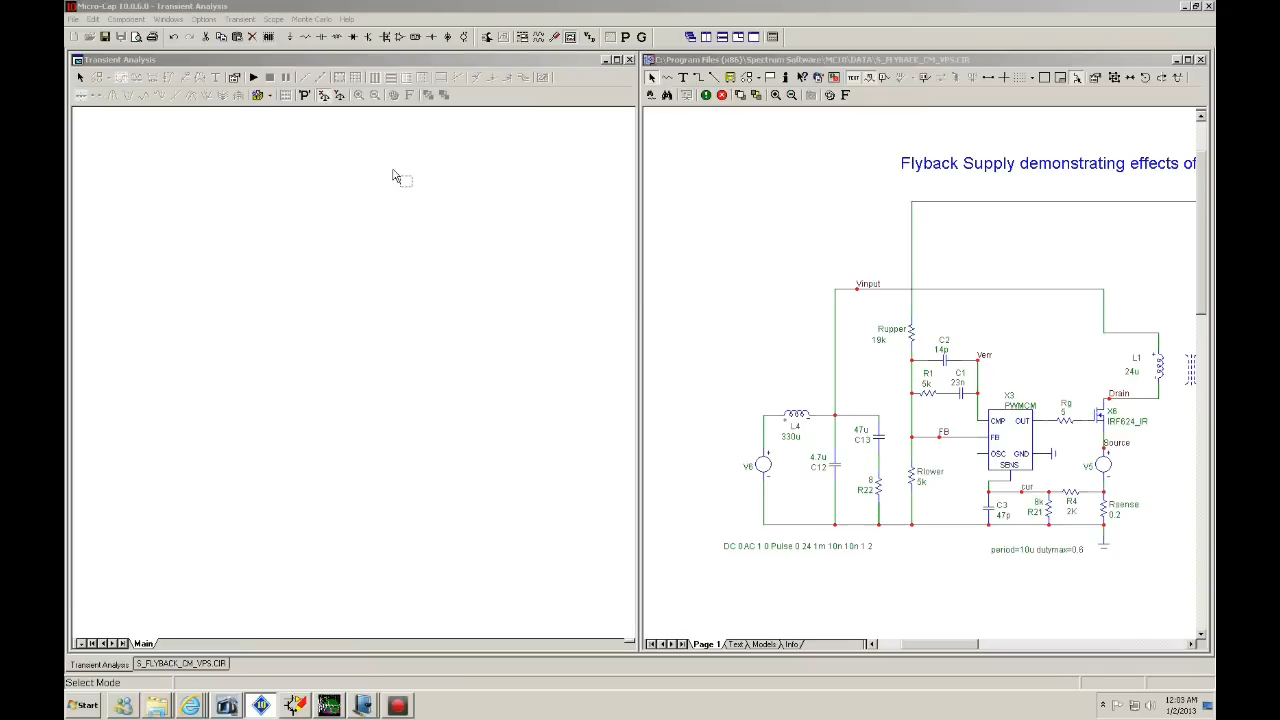 Micro-Cap 10.0.6.0 - Transient Analysis
File Edit Component Windows Options Transient Scope Monte Carlo Help
P G
Transient Analysis
C:\Program Files (x86)\Spectrum Software\MC10\DATA\S_FLYBACK_CM_VPS.CIR
T
T
TEXT
P
F
F
Flyback Supply demonstrating effects of
Vinput
Rupper
19k
C2
14p
Verr
R1
5k
C1
23n
L1
24u
Drain
X3
PWMCM
Rg
5
X6
IRF624_IR
CMP OUT
FB
OSC GND
SENS
FB
Source
L4
330u
47u
C13
4.7u
C12
V6
8
R22
Rlower
5k
V5
cur
C3
47p
8k
R21
R4
2K
Rsense
0.2
DC 0 AC 1 0 Pulse 0 24 1m 10n 10n 1 2
period=10u dutymax=0.6
Main
Page 1 Text Models Info
Transient Analysis S_FLYBACK_CM_VPS.CIR
Select Mode
Start
10
12:03 AM
1/2/2013